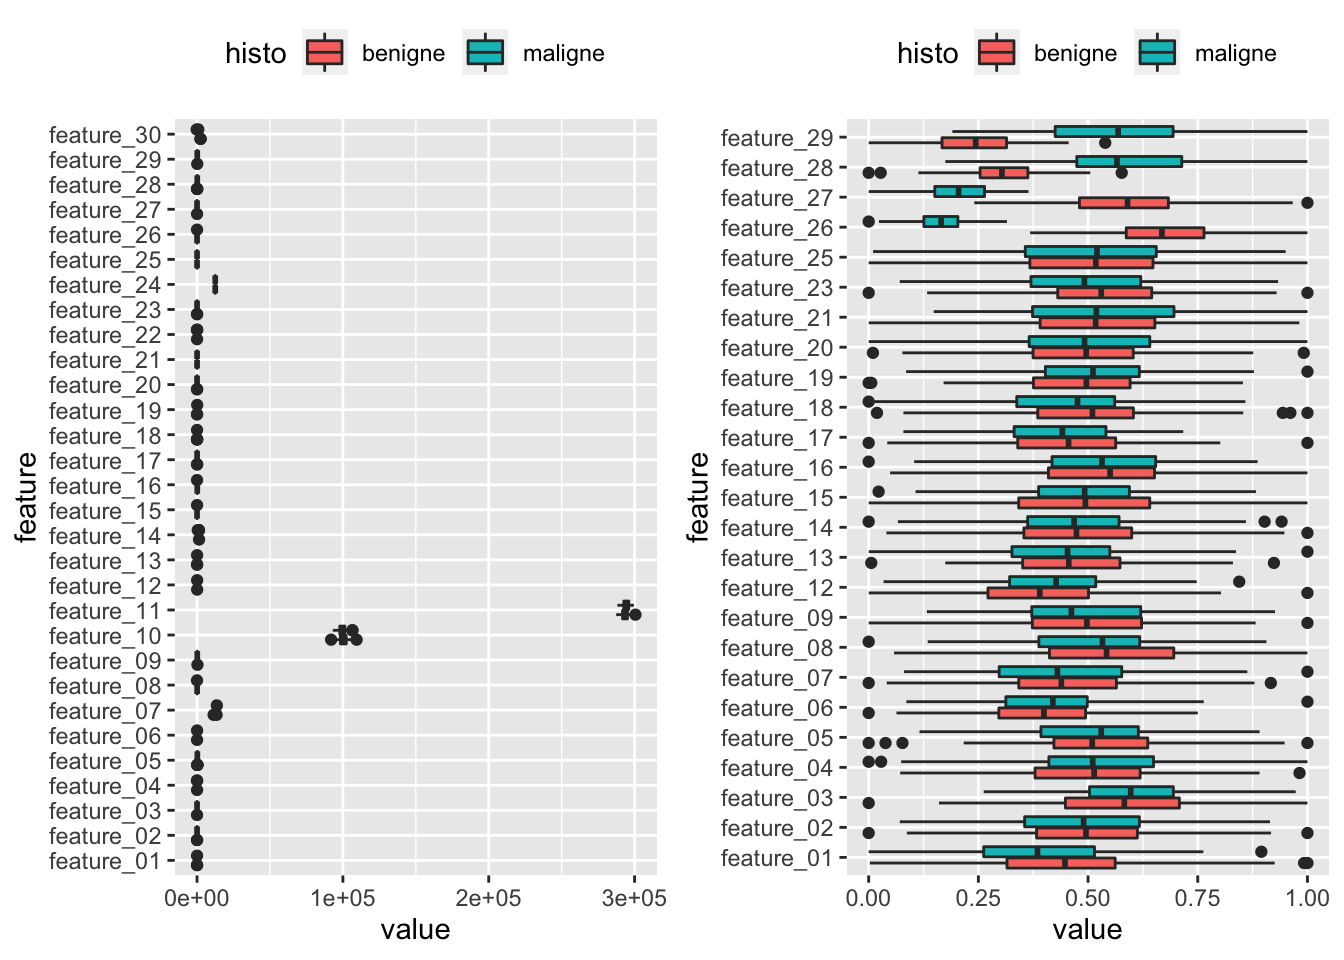 histo benigne maligne
feature
feature_30
feature_29
feature_28
feature_27
feature_26
feature_25
feature_24
feature_23
feature_22
feature_21
feature_20
feature_19
feature_18
feature_17
feature_16
feature_15
feature_14
feature_13
feature_12
feature_11
feature_10
feature_09
feature_08
feature_07
feature_06
feature_05
feature_04
feature_03
feature_02
feature_01
0e+00 1e+05 2e+05 3e+05
value
histo benigne maligne
feature
feature_29
feature_28
feature_27
feature_26
feature_25
feature_23
feature_21
feature_20
feature_19
feature_18
feature_17
feature_16
feature_15
feature_14
feature_13
feature_12
feature_09
feature_08
feature_07
feature_06
feature_05
feature_04
feature_03
feature_02
feature_01
0.00 0.25 0.50 0.75 1.00
value